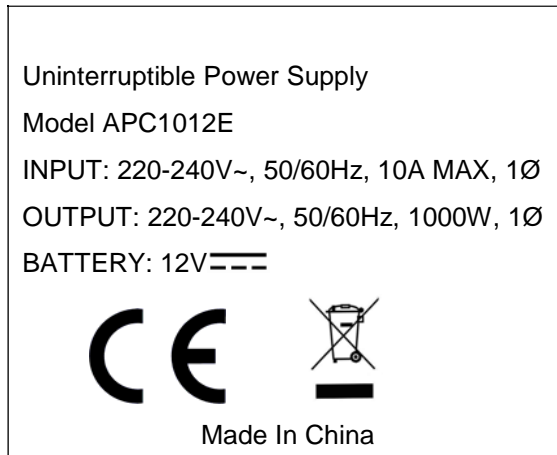 Uninterruptible Power Supply
Model APC1012E
INPUT: 220-240V~, 50/60Hz, 10A MAX, 1Ø
OUTPUT: 220-240V~, 50/60Hz, 1000W, 1Ø
BATTERY: 12V⎓
CE
Made In China